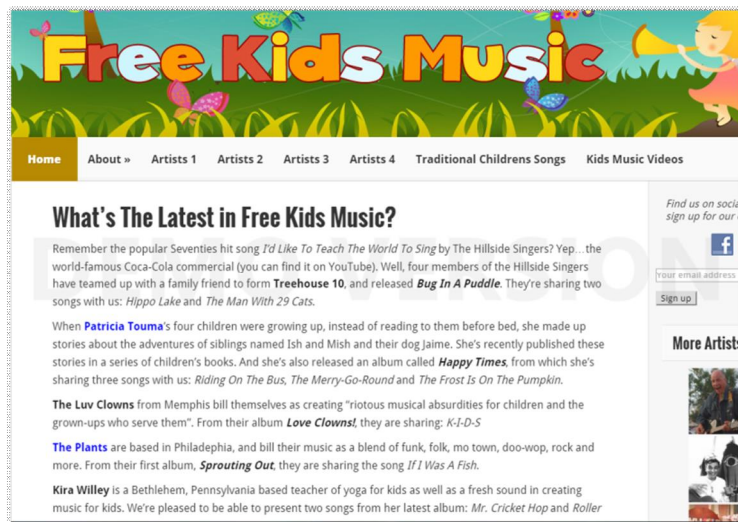 Free Kids Music
Home About » Artists 1 Artists 2 Artists 3 Artists 4 Traditional Childrens Songs Kids Music Videos
What's The Latest in Free Kids Music?
Remember the popular Seventies hit song I'd Like To Teach The World To Sing by The Hillside Singers? Yep…the
world-famous Coca-Cola commercial (you can find it on YouTube). Well, four members of the Hillside Singers
have teamed up with a family friend to form Treehouse 10, and released Bug In A Puddle. They're sharing two
songs with us: Hippo Lake and The Man With 29 Cats.
When Patricia Touma's four children were growing up, instead of reading to them before bed, she made up
stories about the adventures of siblings named Ish and Mish and their dog Jaime. She's recently published these
stories in a series of children's books. And she's also released an album called Happy Times, from which she's
sharing three songs with us: Riding On The Bus, The Merry-Go-Round and The Frost Is On The Pumpkin.
The Luv Clowns from Memphis bill themselves as creating "riotous musical absurdities for children and the
grown-ups who serve them". From their album Love Clowns!, they are sharing: K-I-D-S
The Plants are based in Philadephia, and bill their music as a blend of funk, folk, mo town, doo-wop, rock and
more. From their first album, Sprouting Out, they are sharing the song If I Was A Fish.
Kira Willey is a Bethlehem, Pennsylvania based teacher of yoga for kids as well as a fresh sound in creating
music for kids. We're pleased to be able to present two songs from her latest album: Mr. Cricket Hop and Roller
Find us on socia
sign up for our
f
Your email address
Sign up
More Artists
VERSION